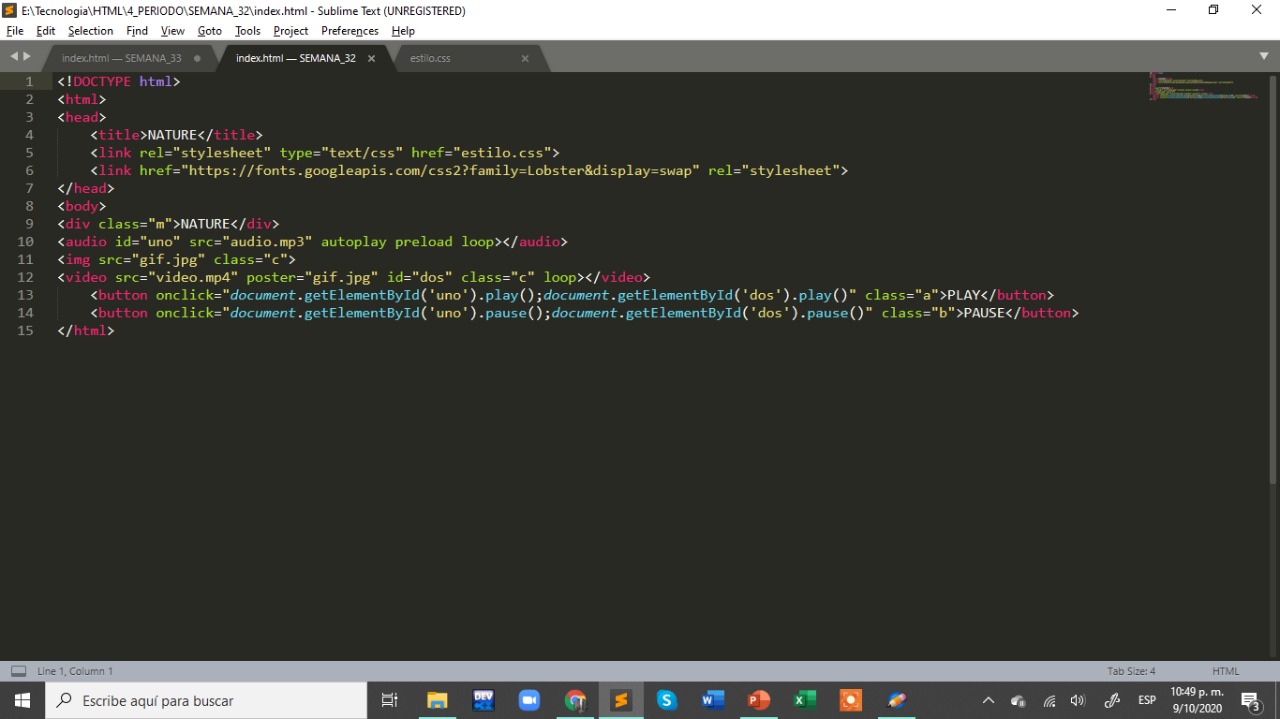 E:\Tecnologia\HTML\4_PERIODO\SEMANA_32\index.html - Sublime Text (UNREGISTERED)
File Edit Selection Find View Goto Tools Project Preferences Help
index.html — SEMANA_33 index.html — SEMANA_32 estilo.css
1 <!DOCTYPE html>
2 <html>
3 <head>
4 <title>NATURE</title>
5 <link rel="stylesheet" type="text/css" href="estilo.css">
6 <link href="https://fonts.googleapis.com/css2?family=Lobster&display=swap" rel="stylesheet">
7 </head>
8 <body>
9 <div class="m">NATURE</div>
10 <audio id="uno" src="audio.mp3" autoplay preload loop></audio>
11 <img src="gif.jpg" class="c">
12 <video src="video.mp4" poster="gif.jpg" id="dos" class="c" loop></video>
13 <button onclick="document.getElementById('uno').play();document.getElementById('dos').play()" class="a">PLAY</button>
14 <button onclick="document.getElementById('uno').pause();document.getElementById('dos').pause()" class="b">PAUSE</button>
15 </html>
Line 1, Column 1 Tab Size: 4 HTML
Escribe aquí para buscar
DEV C++
S
W
P
X
ESP
10:49 p. m.
9/10/2020
3